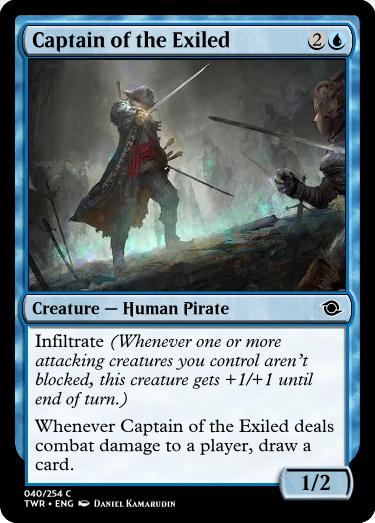 Captain of the Exiled 2
Creature — Human Pirate
Infiltrate (Whenever one or more
attacking creatures you control aren't
blocked, this creature gets +1/+1 until
end of turn.)
Whenever Captain of the Exiled deals
combat damage to a player, draw a
card.
1/2
040/254 C
TWR • ENG Daniel Kamarudin